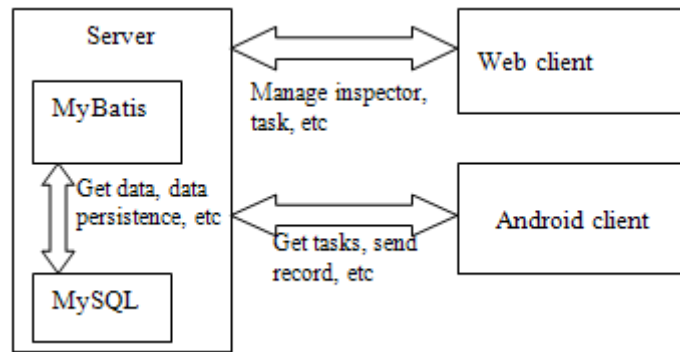 Server
MyBatis
Get data, data
persistence, etc
MySQL
Manage inspector,
task, etc
Web client
Get tasks, send
record, etc
Android client